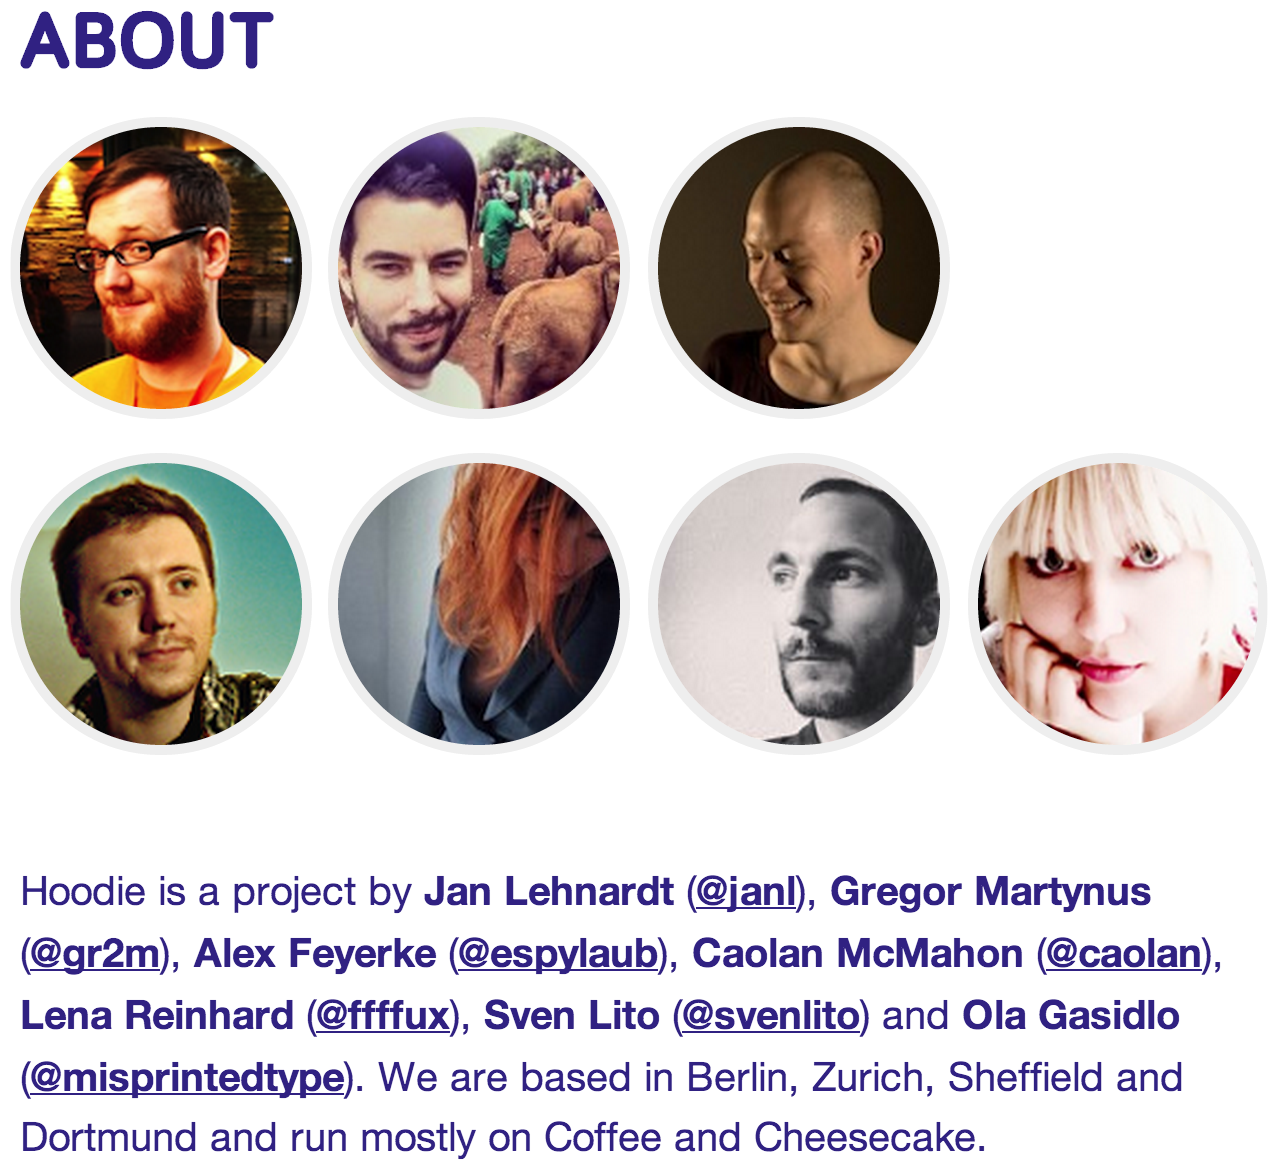 ABOUT
Hoodie is a project by Jan Lehnardt (@janl), Gregor Martynus
(@gr2m), Alex Feyerke (@espylaub), Caolan McMahon (@caolan),
Lena Reinhard (@ffffux), Sven Lito (@svenlito) and Ola Gasidlo
(@misprintedtype). We are based in Berlin, Zurich, Sheffield and
Dortmund and run mostly on Coffee and Cheesecake.